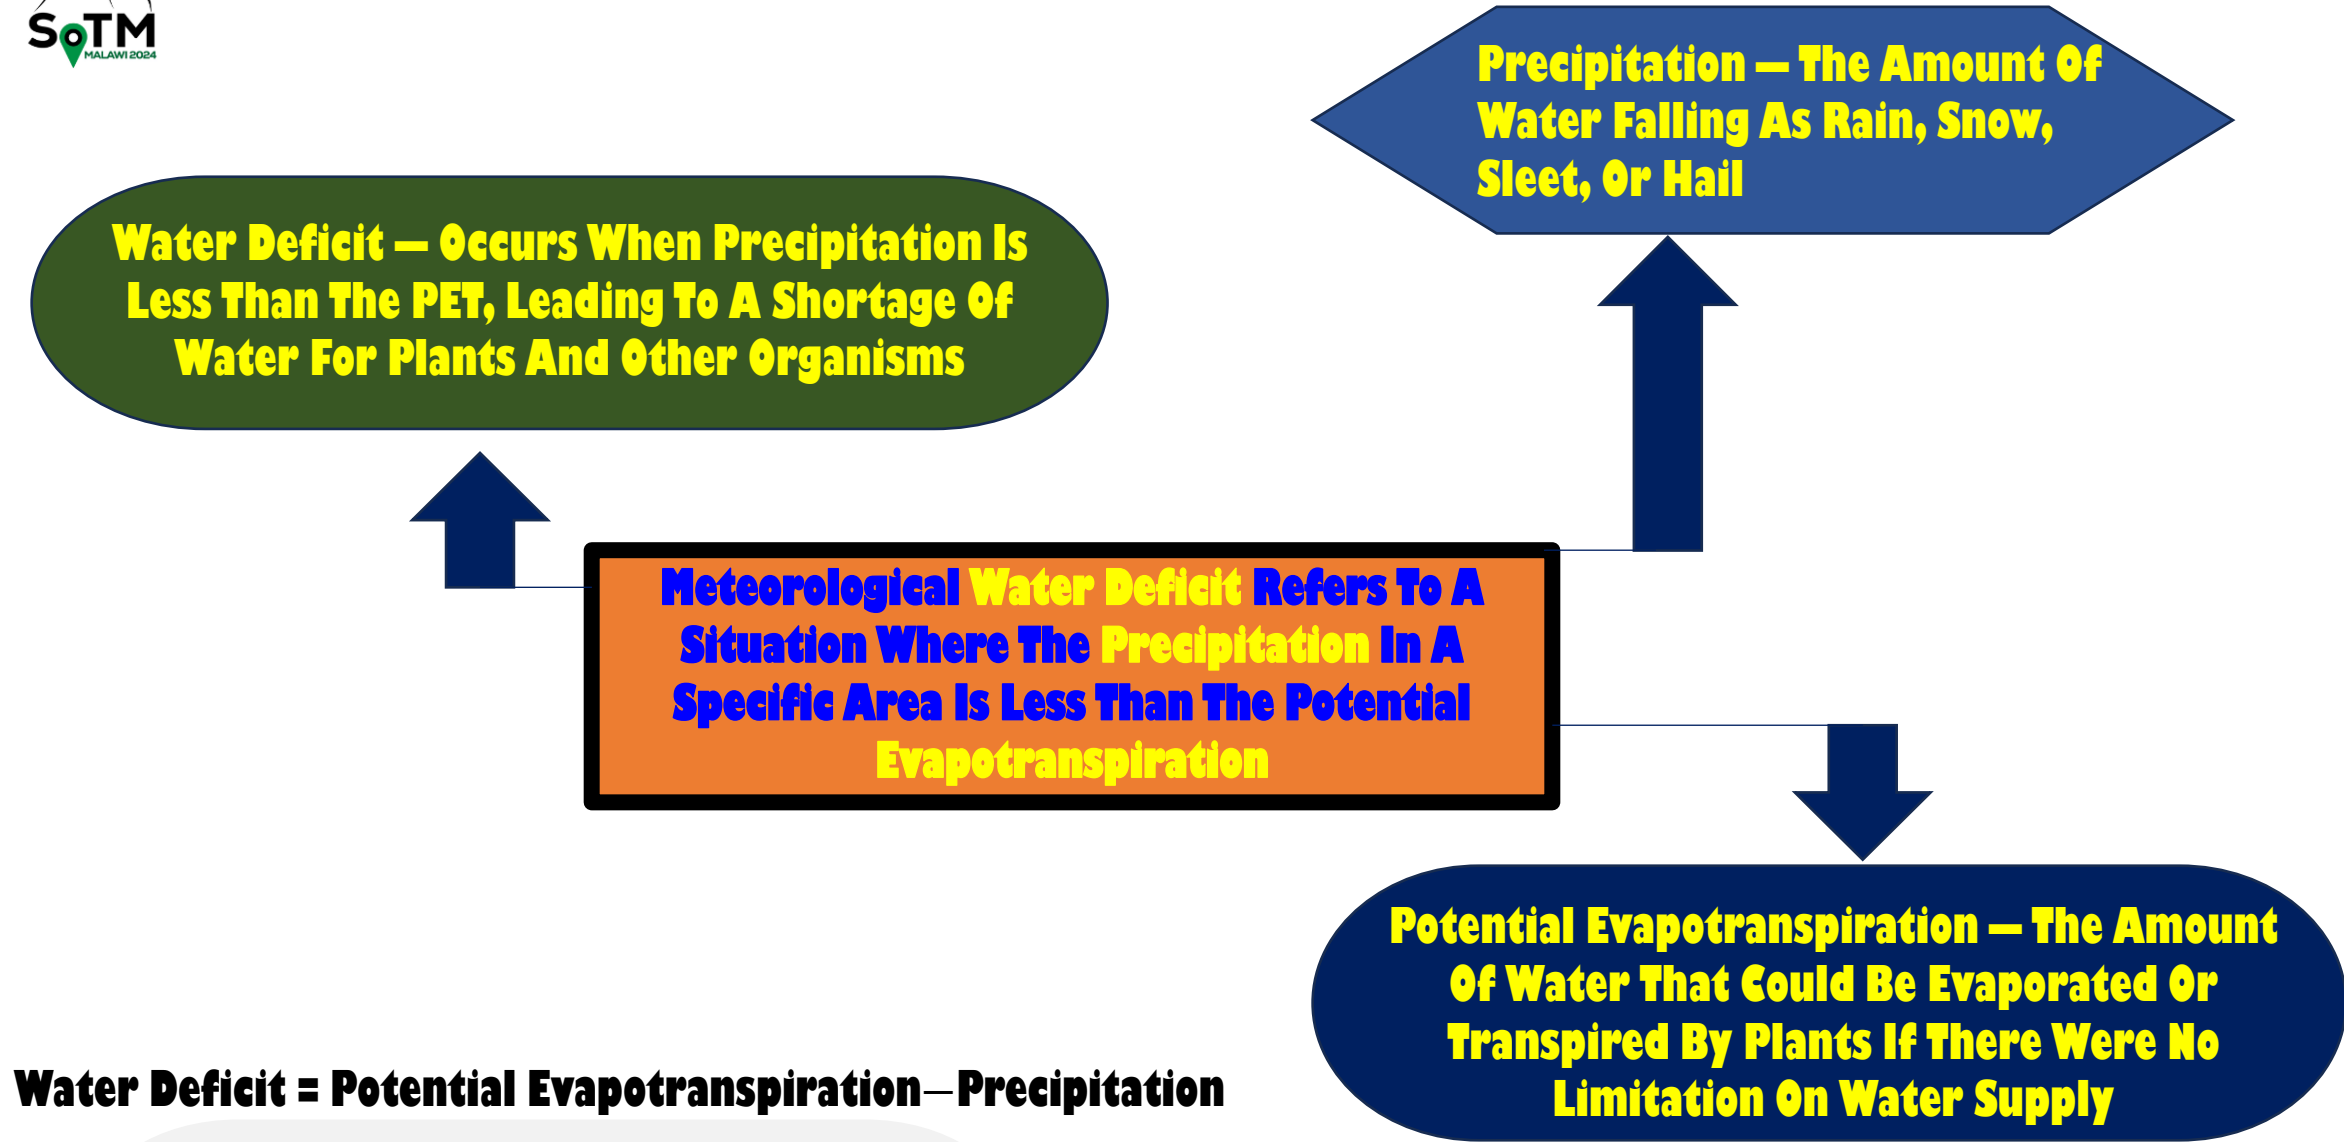 SoTM
MALAWI 2024
Precipitation – The Amount Of
Water Falling As Rain, Snow,
Sleet, Or Hail
Water Deficit – Occurs When Precipitation Is
Less Than The PET, Leading To A Shortage Of
Water For Plants And Other Organisms
Meteorological Water Deficit Refers To A
Situation Where The Precipitation In A
Specific Area Is Less Than The Potential
Evapotranspiration
Potential Evapotranspiration – The Amount
Of Water That Could Be Evaporated Or
Transpired By Plants If There Were No
Limitation On Water Supply
Water Deficit = Potential Evapotranspiration–Precipitation